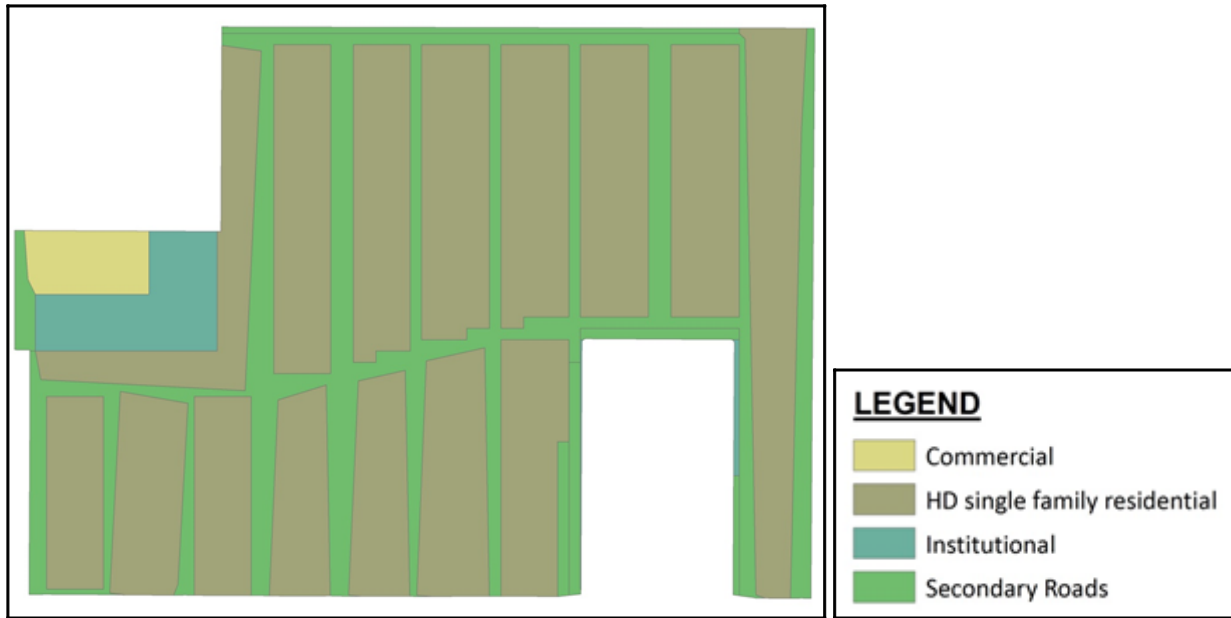 LEGEND
Commercial
HD single family residential
Institutional
Secondary Roads